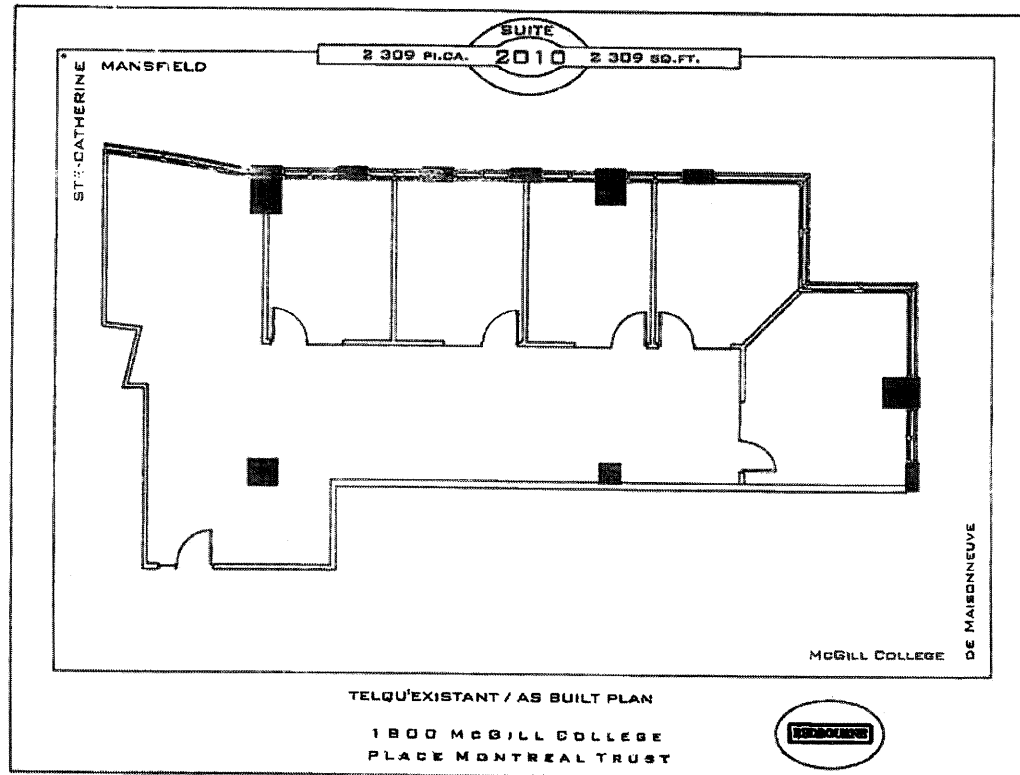 SUITE
2 309 PI.CA. 2010 2 309 SQ.FT.
MANSFIELD
STE-CATHERINE
DE MAISONNEUVE
MCGILL COLLEGE
TELQU'EXISTANT / AS BUILT PLAN
1800 MCGILL COLLEGE
PLACE MONTREAL TRUST
REDBOURNE